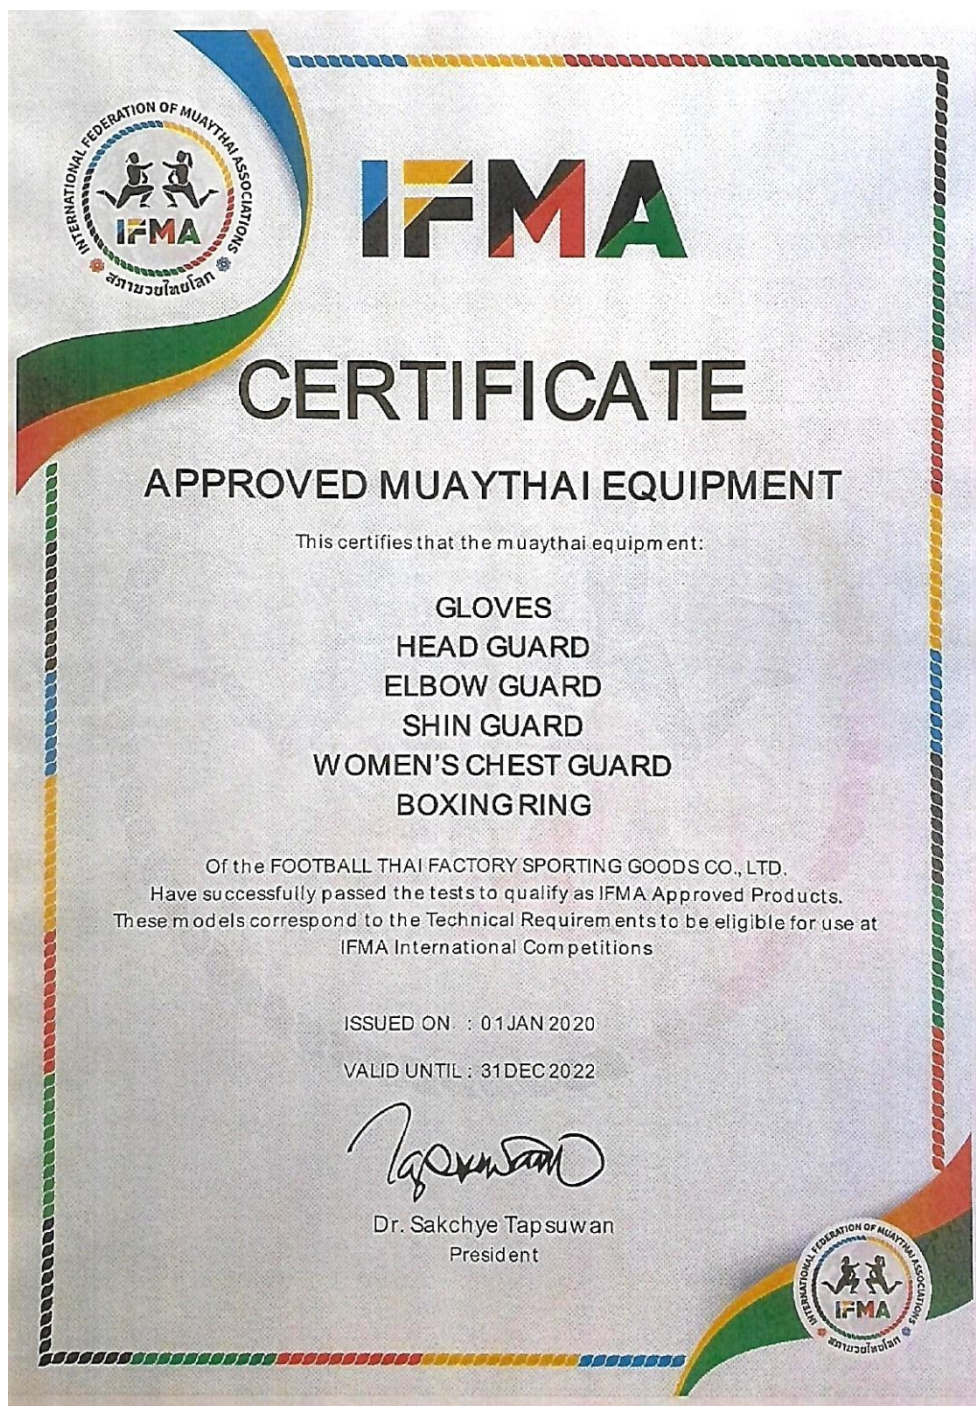 INTERNATIONAL FEDERATION OF MUAYTHAI ASSOCIATIONS
IFMA
สภามวยไทยโลก
IFMA
CERTIFICATE
APPROVED MUAYTHAI EQUIPMENT
This certifies that the muaythai equipment:
GLOVES
HEAD GUARD
ELBOW GUARD
SHIN GUARD
WOMEN'S CHEST GUARD
BOXING RING
Of the FOOTBALL THAI FACTORY SPORTING GOODS CO., LTD.
Have successfully passed the tests to qualify as IFMA Approved Products.
These models correspond to the Technical Requirements to be eligible for use at
IFMA International Competitions
ISSUED ON : 01 JAN 2020
VALID UNTIL : 31 DEC 2022
Dr. Sakchye Tapsuwan
President
INTERNATIONAL FEDERATION OF MUAYTHAI ASSOCIATIONS
IFMA
สภามวยไทยโลก